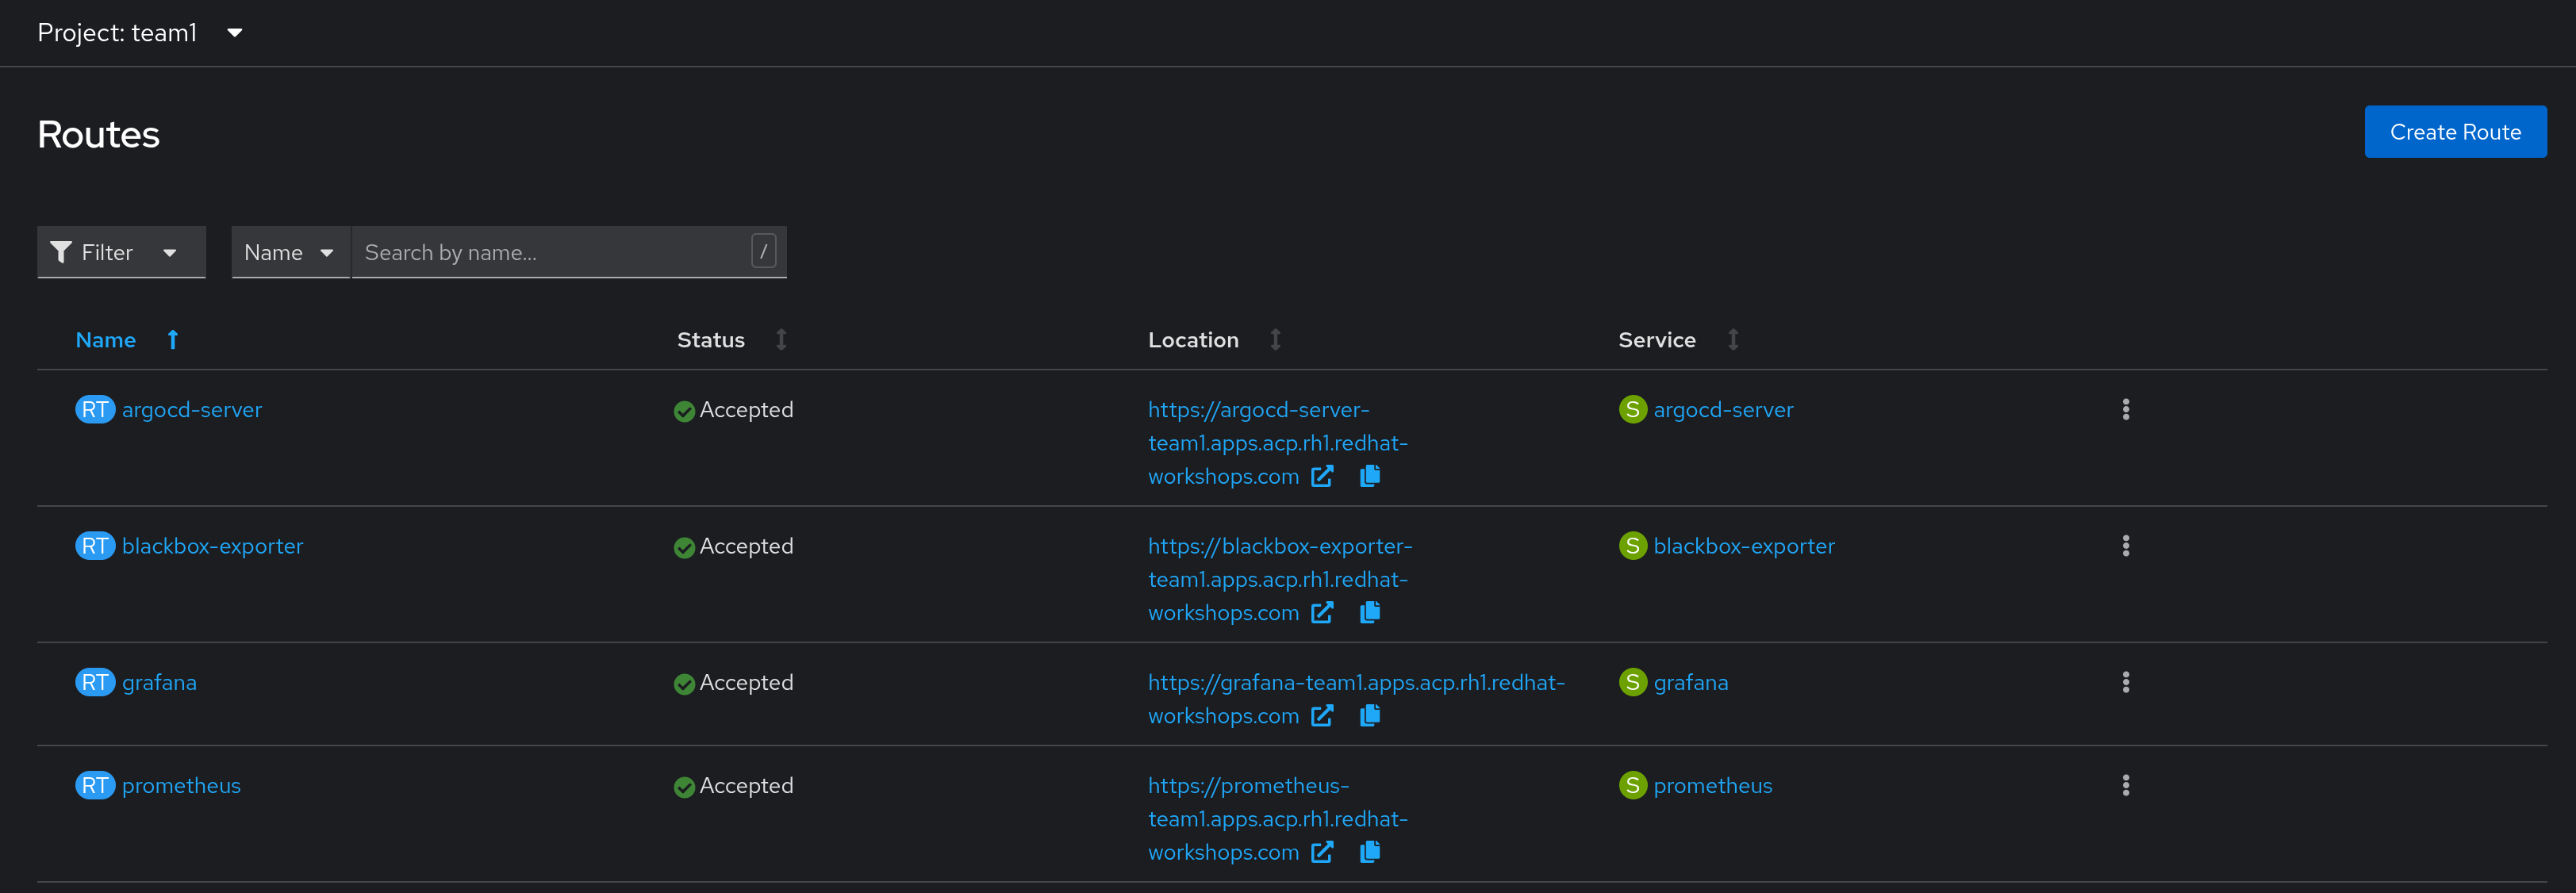 Project: team1
Routes
Create Route
Filter
Name
Search by name...
/
Name
Status
Location
Service
RT argocd-server
Accepted
https://argocd-server-
team1.apps.acp.rh1.redhat-
workshops.com
S argocd-server
RT blackbox-exporter
Accepted
https://blackbox-exporter-
team1.apps.acp.rh1.redhat-
workshops.com
S blackbox-exporter
RT grafana
Accepted
https://grafana-team1.apps.acp.rh1.redhat-
workshops.com
S grafana
RT prometheus
Accepted
https://prometheus-
team1.apps.acp.rh1.redhat-
workshops.com
S prometheus